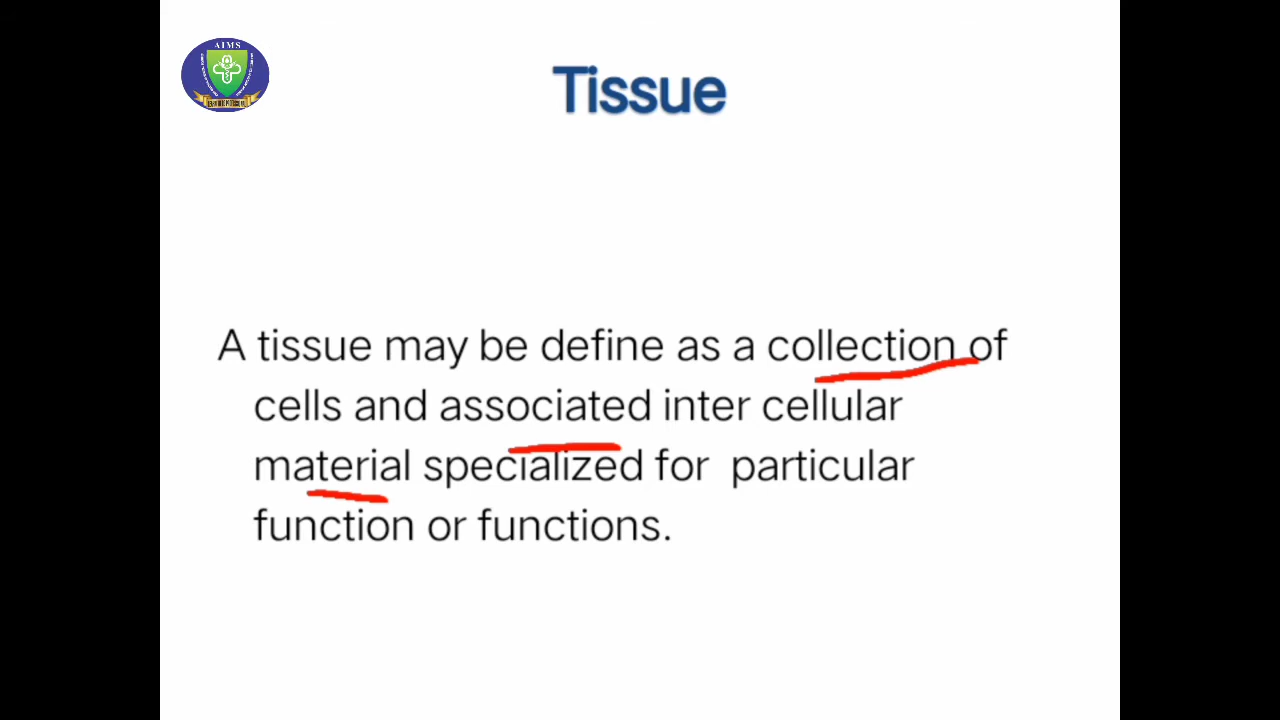 AIMS
Tissue
A tissue may be define as a collection of
cells and associated inter cellular
material specialized for particular
function or functions.